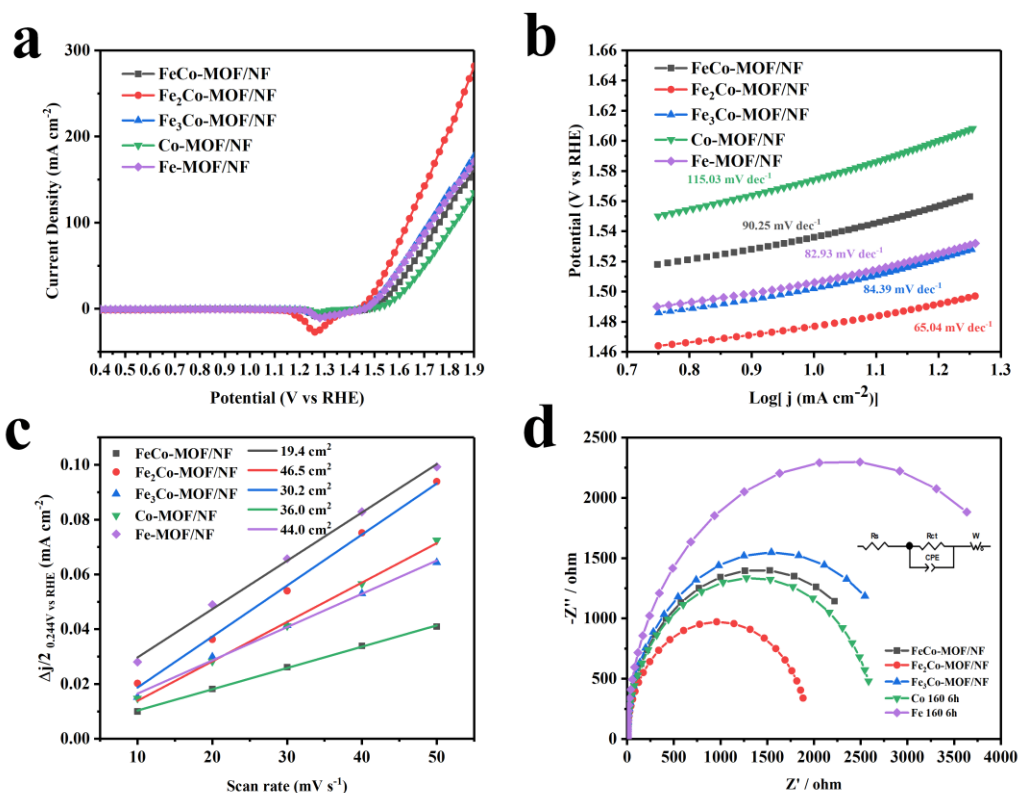 a
300
200
100
0
Current Density (mA cm⁻²)
FeCo-MOF/NF
Fe₂Co-MOF/NF
Fe₃Co-MOF/NF
Co-MOF/NF
Fe-MOF/NF
0.4 0.5 0.6 0.7 0.8 0.9 1.0 1.1 1.2 1.3 1.4 1.5 1.6 1.7 1.8 1.9
Potential (V vs RHE)
b
1.66
1.64
1.62
1.60
1.58
1.56
1.54
1.52
1.50
1.48
1.46
Potential (V vs RHE)
FeCo-MOF/NF
Fe₂Co-MOF/NF
Fe₃Co-MOF/NF
Co-MOF/NF
Fe-MOF/NF
115.03 mV dec⁻¹
90.25 mV dec⁻¹
82.93 mV dec⁻¹
84.39 mV dec⁻¹
65.04 mV dec⁻¹
0.7 0.8 0.9 1.0 1.1 1.2 1.3
Log[ j (mA cm⁻²)]
c
0.10
0.08
0.06
0.04
0.02
0.00
Δj/2 0.244V vs RHE (mA cm⁻²)
FeCo-MOF/NF 19.4 cm²
Fe₂Co-MOF/NF 46.5 cm²
Fe₃Co-MOF/NF 30.2 cm²
Co-MOF/NF 36.0 cm²
Fe-MOF/NF 44.0 cm²
10 20 30 40 50
Scan rate (mV s⁻¹)
d
2500
2000
1500
1000
500
0
-Z'' / ohm
Rs Rct W
CPE
FeCo-MOF/NF
Fe₂Co-MOF/NF
Fe₃Co-MOF/NF
Co 160 6h
Fe 160 6h
0 500 1000 1500 2000 2500 3000 3500 4000
Z' / ohm